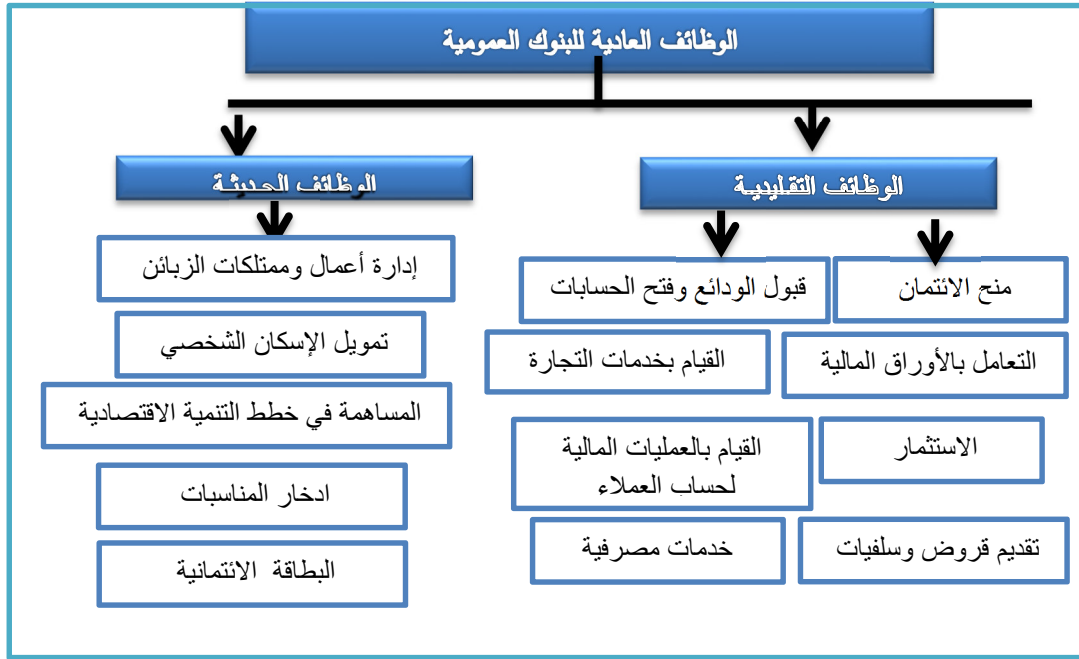 الوظائف العادية للبنوك العمومية
الوظائف التقليدية
الوظائف الحديثة
منح الائتمان
قبول الودائع وفتح الحسابات
التعامل بالأوراق المالية
القيام بخدمات التجارة
الاستثمار
القيام بالعمليات المالية
لحساب العملاء
تقديم قروض وسلفيات
خدمات مصرفية
إدارة أعمال وممتلكات الزبائن
تمويل الإسكان الشخصي
المساهمة في خطط التنمية الاقتصادية
ادخار المناسبات
البطاقة الائتمانية